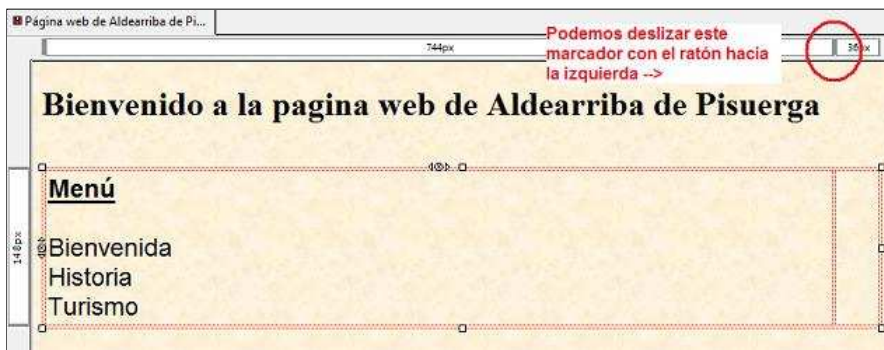 Página web de Aldearriba de Pi...
744px
36px
Podemos deslizar este
marcador con el ratón hacia
la izquierda -->
Bienvenido a la pagina web de Aldearriba de Pisuerga
148px
Menú
Bienvenida
Historia
Turismo